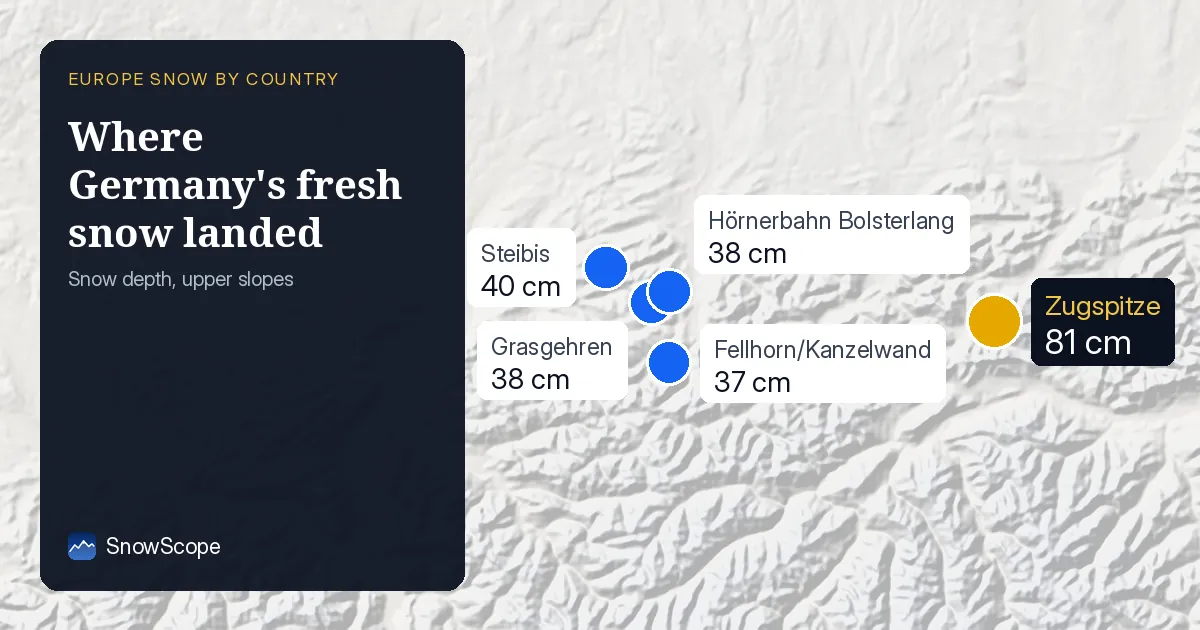 EUROPE SNOW BY COUNTRY
Where
Germany's fresh
snow landed
Snow depth, upper slopes
SnowScope
Steibis
40 cm
Hörnerbahn Bolsterlang
38 cm
Grasgehren
38 cm
Fellhorn/Kanzelwand
37 cm
Zugspitze
81 cm